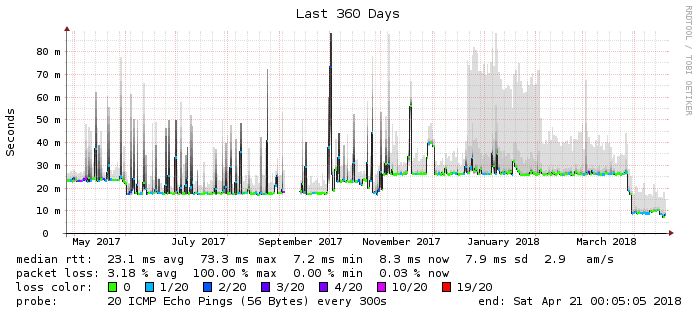 Last 360 Days
RRDTOOL / TOBI OETIKER
Seconds
80 m
70 m
60 m
50 m
40 m
30 m
20 m
10 m
0
May 2017 July 2017 September 2017 November 2017 January 2018 March 2018
median rtt: 23.1 ms avg 73.3 ms max 7.2 ms min 8.3 ms now 7.9 ms sd 2.9 am/s
packet loss: 3.18 % avg 100.00 % max 0.00 % min 0.03 % now
loss color: 0 1/20 2/20 3/20 4/20 10/20 19/20
probe: 20 ICMP Echo Pings (56 Bytes) every 300s end: Sat Apr 21 00:05:05 2018